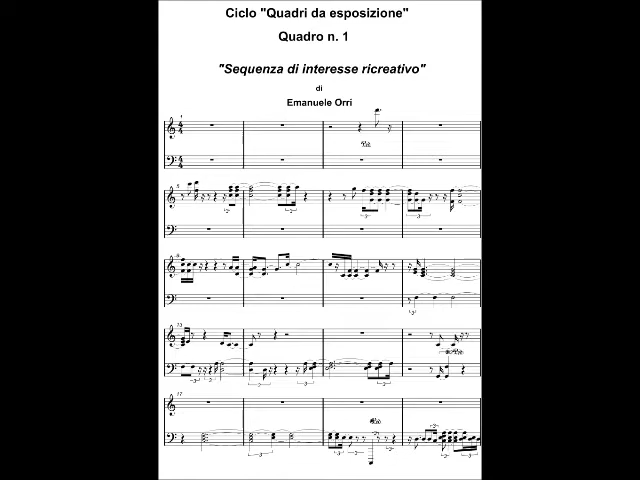 Ciclo "Quadri da esposizione"
Quadro n. 1
"Sequenza di interesse ricreativo"
di
Emanuele Orri